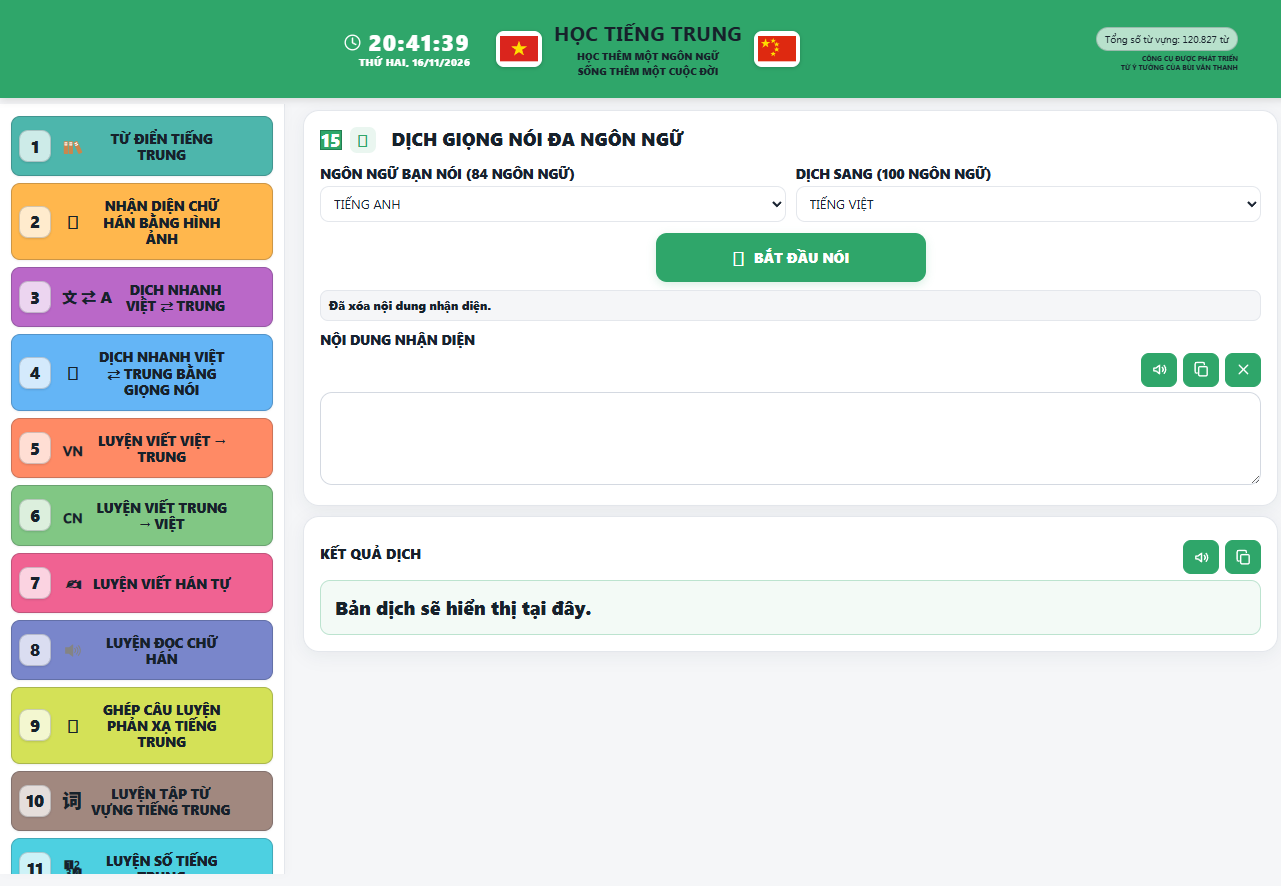 20:41:39
THỨ HAI, 16/11/2026
HỌC TIẾNG TRUNG
HỌC THÊM MỘT NGÔN NGỮ
SỐNG THÊM MỘT CUỘC ĐỜI
Tổng số từ vựng: 120.827 từ
CÔNG CỤ ĐƯỢC PHÁT TRIỂN
TỪ Ý TƯỞNG CỦA BÙI VĂN THANH
1
TỪ ĐIỂN TIẾNG
TRUNG
2
NHẬN DIỆN CHỮ
HÁN BẰNG HÌNH
ẢNH
3
文 ⇄ A
DỊCH NHANH
VIỆT ⇄ TRUNG
4
DỊCH NHANH VIỆT
⇄ TRUNG BẰNG
GIỌNG NÓI
5
VN
LUYỆN VIẾT VIỆT →
TRUNG
6
CN
LUYỆN VIẾT TRUNG
→ VIỆT
7
LUYỆN VIẾT HÁN TỰ
8
LUYỆN ĐỌC CHỮ
HÁN
9
GHÉP CÂU LUYỆN
PHẢN XẠ TIẾNG
TRUNG
10
词
LUYỆN TẬP TỪ
VỰNG TIẾNG TRUNG
11
LUYỆN SỐ TIẾNG
TRUNG
15
DỊCH GIỌNG NÓI ĐA NGÔN NGỮ
NGÔN NGỮ BẠN NÓI (84 NGÔN NGỮ)
DỊCH SANG (100 NGÔN NGỮ)
TIẾNG ANH
TIẾNG VIỆT
BẮT ĐẦU NÓI
Đã xóa nội dung nhận diện.
NỘI DUNG NHẬN DIỆN
KẾT QUẢ DỊCH
Bản dịch sẽ hiển thị tại đây.